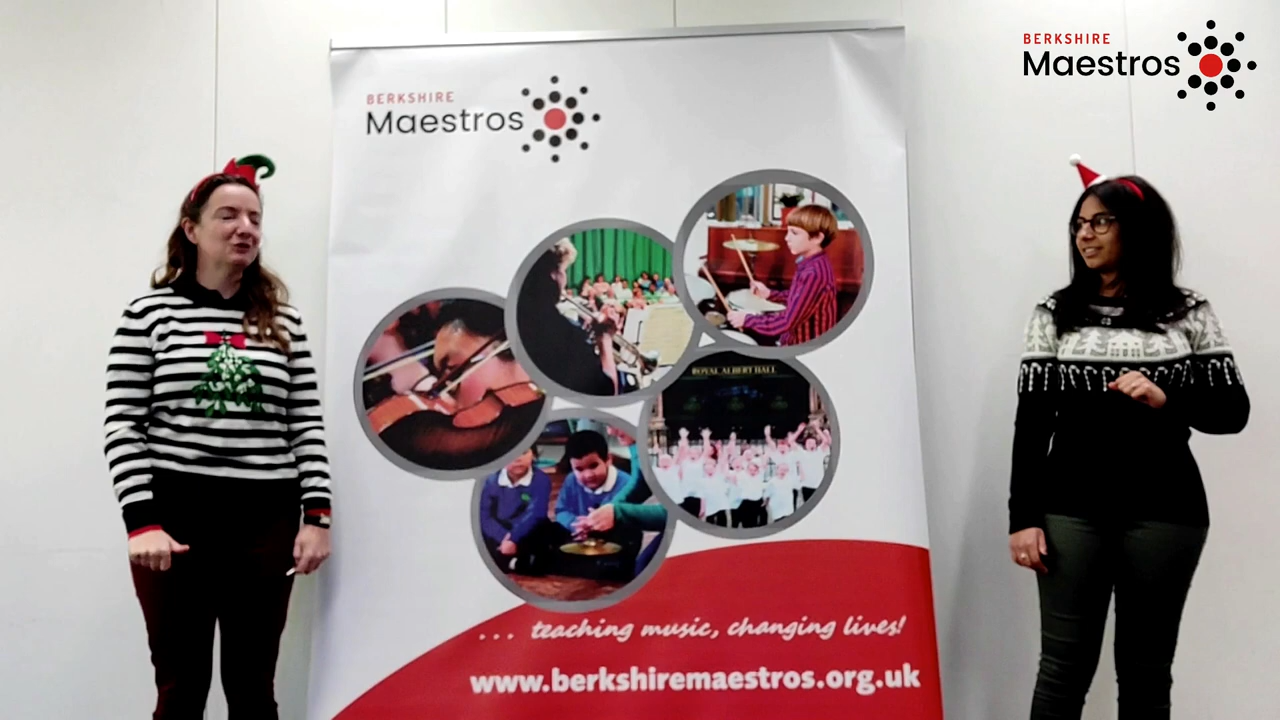 BERKSHIRE
Maestros
BERKSHIRE
Maestros
ROYAL ALBERT HALL
... teaching music, changing lives!
www.berkshiremaestros.org.uk